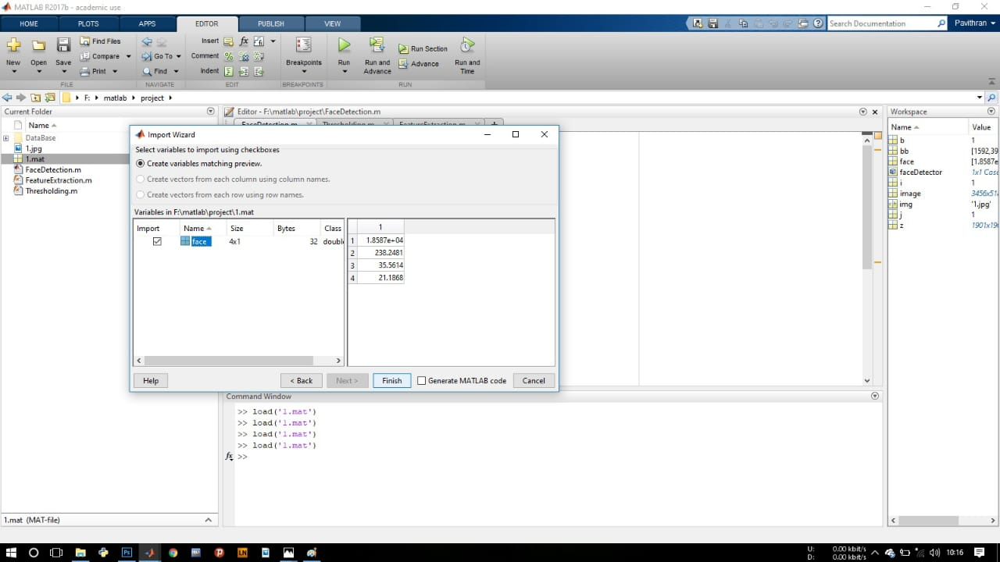 MATLAB R2017b - academic use
HOME PLOTS APPS EDITOR PUBLISH VIEW
Search Documentation Pavithran
New Open Save
Find Files
Compare
Print
FILE
Go To
Find
NAVIGATE
Insert
Comment
Indent
EDIT
Breakpoints
BREAKPOINTS
Run
Run and Advance
Run Section
Advance
Run and Time
RUN
F: matlab project
Current Folder
Name
DataBase
1.jpg
1.mat
FaceDetection.m
FeatureExtraction.m
Thresholding.m
1.mat (MAT-file)
Editor - F:\matlab\project\FaceDetection.m
FaceDetection.m Thresholding.m FeatureExtraction.m
Import Wizard
Select variables to import using checkboxes
Create variables matching preview.
Create vectors from each column using column names.
Create vectors from each row using row names.
Variables in F:\matlab\project\1.mat
Import Name Size Bytes Class
face 4x1 32 double
1
1 1.8587e+04
2 238.2481
3 35.5614
4 21.1868
Help < Back Next > Finish Generate MATLAB code Cancel
Command Window
>> load('1.mat')
>> load('1.mat')
>> load('1.mat')
>> load('1.mat')
fx >>
Workspace
Name Value
b 1
bb [1592,39
face [1.8587e
faceDetector 1x1 Casc
i 1
image 3456x51
img '1.jpg'
j 1
z 1901x190
U: 0.00 kbit/s
D: 0.00 kbit/s
10:16